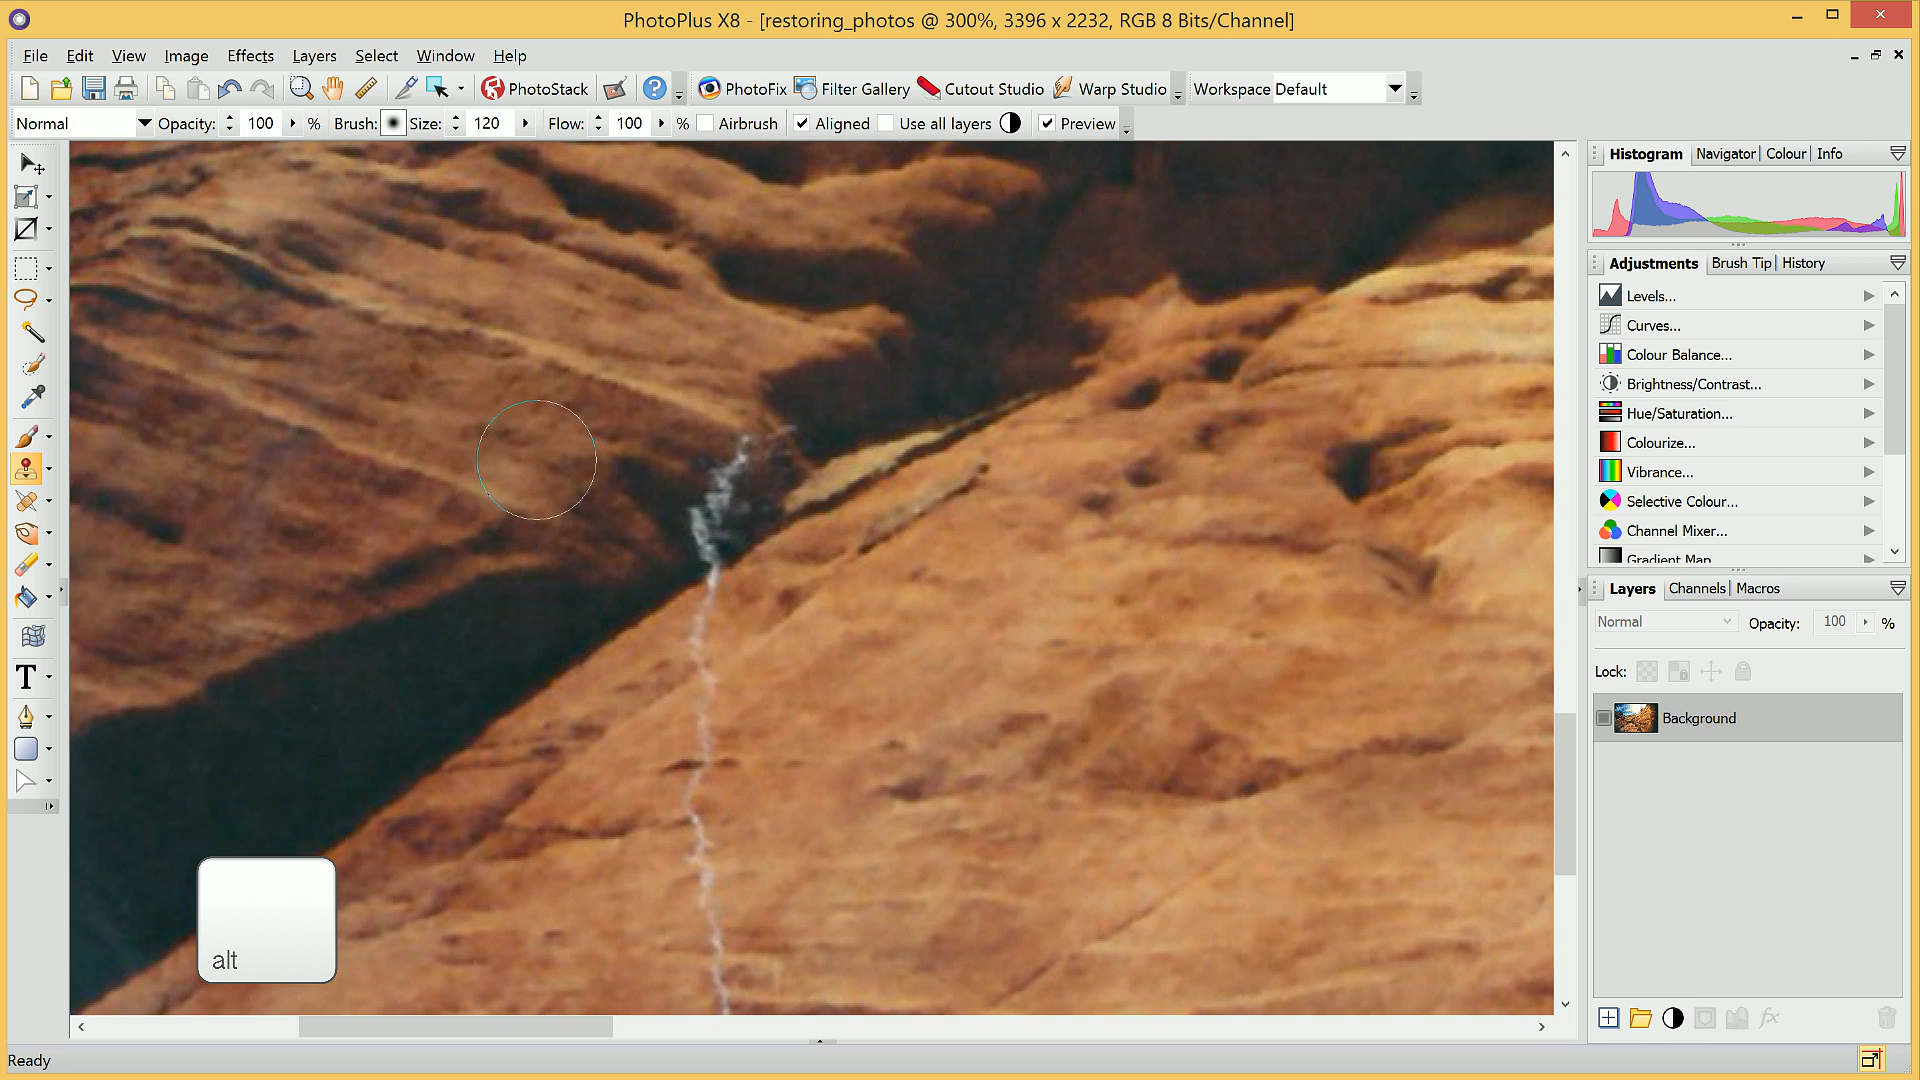 PhotoPlus X8 - [restoring_photos @ 300%, 3396 x 2232, RGB 8 Bits/Channel]
File Edit View Image Effects Layers Select Window Help
PhotoStack PhotoFix Filter Gallery Cutout Studio Warp Studio Workspace Default
Normal Opacity: 100 % Brush: Size: 120 Flow: 100 % Airbrush Aligned Use all layers Preview
Histogram Navigator Colour Info
Adjustments Brush Tip History
Levels...
Curves...
Colour Balance...
Brightness/Contrast...
Hue/Saturation...
Colourize...
Vibrance...
Selective Colour...
Channel Mixer...
Gradient Map
Layers Channels Macros
Normal Opacity: 100 %
Lock:
Background
alt
Ready